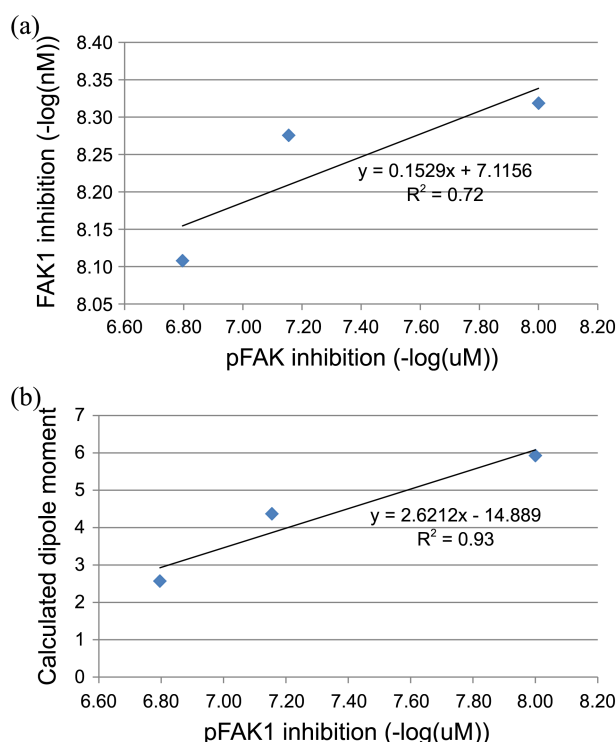 (a)
FAK1 inhibition (-log(nM))
8.40
8.35
8.30
8.25
8.20
8.15
8.10
8.05
y = 0.1529x + 7.1156
R² = 0.72
6.60 6.80 7.00 7.20 7.40 7.60 7.80 8.00 8.20
pFAK inhibition (-log(uM))
(b)
Calculated dipole moment
7
6
5
4
3
2
1
0
y = 2.6212x - 14.889
R² = 0.93
6.60 6.80 7.00 7.20 7.40 7.60 7.80 8.00 8.20
pFAK1 inhibition (-log(uM))